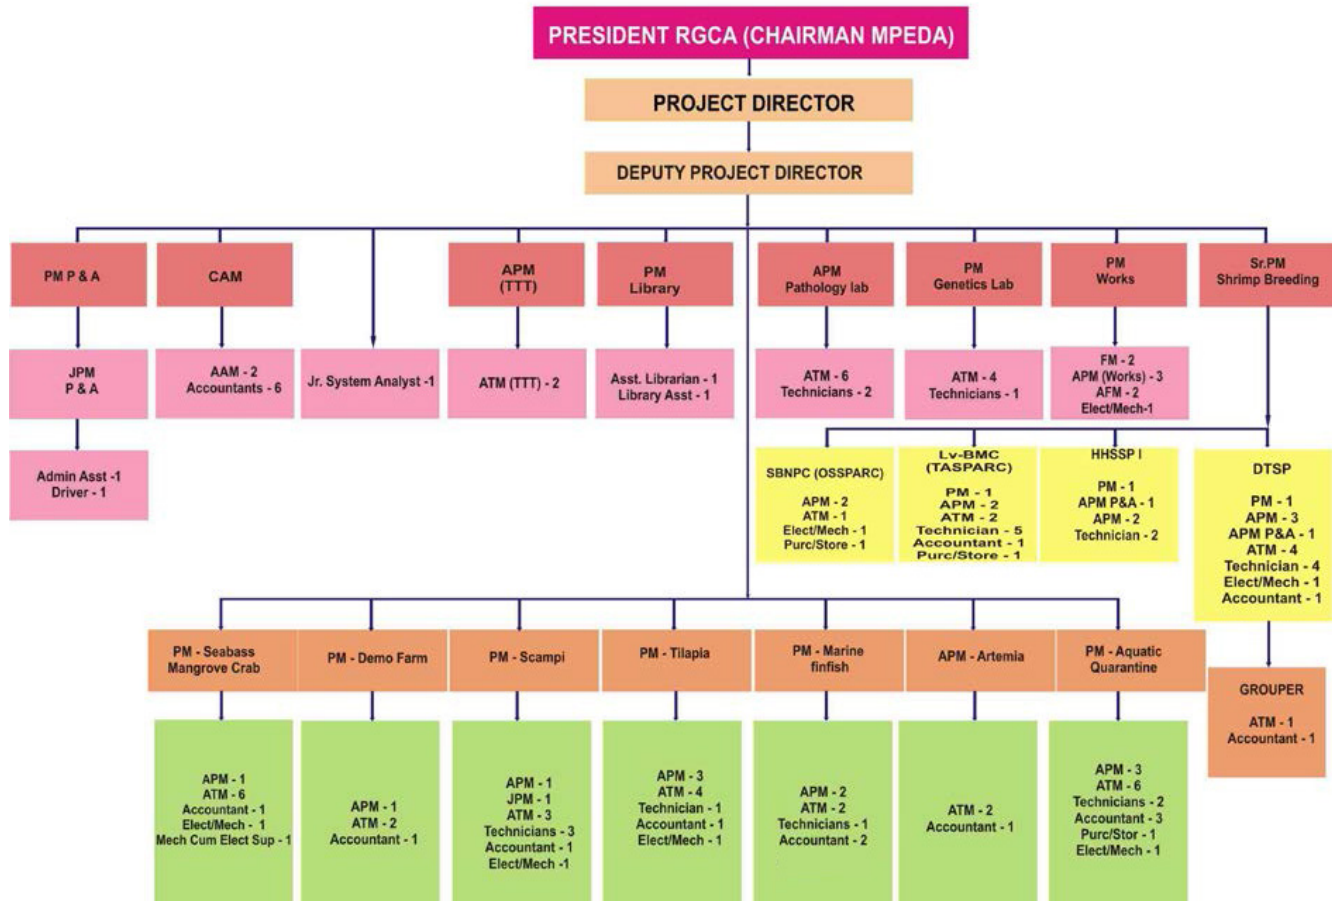 PRESIDENT RGCA (CHAIRMAN MPEDA)
PROJECT DIRECTOR
DEPUTY PROJECT DIRECTOR
PM P & A
CAM
APM
(TTT)
PM
Library
APM
Pathology lab
PM
Genetics Lab
PM
Works
Sr.PM
Shrimp Breeding
JPM
P & A
AAM - 2
Accountants - 6
Jr. System Analyst -1
ATM (TTT) - 2
Asst. Librarian - 1
Library Asst - 1
ATM - 6
Technicians - 2
ATM - 4
Technicians - 1
FM - 2
APM (Works) - 3
AFM - 2
Elect/Mech-1
Admin Asst -1
Driver - 1
SBNPC (OSSPARC)
APM - 2
ATM - 1
Elect/Mech - 1
Purc/Store - 1
Lv-BMC
(TASPARC)
PM - 1
APM - 2
ATM - 2
Technician - 5
Accountant - 1
Purc/Store - 1
HHSSP I
PM - 1
APM P&A - 1
APM - 2
Technician - 2
DTSP
PM - 1
APM - 3
APM P&A - 1
ATM - 4
Technician - 4
Elect/Mech - 1
Accountant - 1
PM - Seabass
Mangrove Crab
PM - Demo Farm
PM - Scampi
PM - Tilapia
PM - Marine
finfish
APM - Artemia
PM - Aquatic
Quarantine
GROUPER
ATM - 1
Accountant - 1
APM - 1
ATM - 6
Accountant - 1
Elect/Mech - 1
Mech Cum Elect Sup - 1
APM - 1
ATM - 2
Accountant - 1
APM - 1
JPM - 1
ATM - 3
Technicians - 3
Accountant - 1
Elect/Mech -1
APM - 3
ATM - 4
Technician - 1
Accountant - 1
Elect/Mech - 1
APM - 2
ATM - 2
Technicians - 1
Accountant - 2
ATM - 2
Accountant - 1
APM - 3
ATM - 6
Technicians - 2
Accountant - 3
Purc/Stor - 1
Elect/Mech - 1